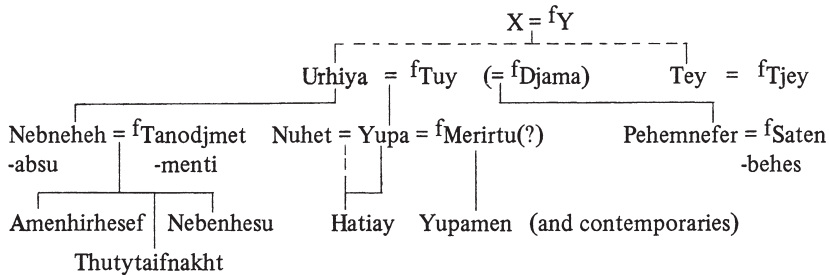 X = fY
Urhiya = fTuy (= fDjama) Tey = fTjey
Nebneheh = fTanodjmet Nuhet = Yupa = fMerirtu(?) Pehemnefer = fSaten
-absu -menti -behes
Amenhirhesef Nebenhesu Hatiay Yupamen (and contemporaries)
Thutytaifnakht